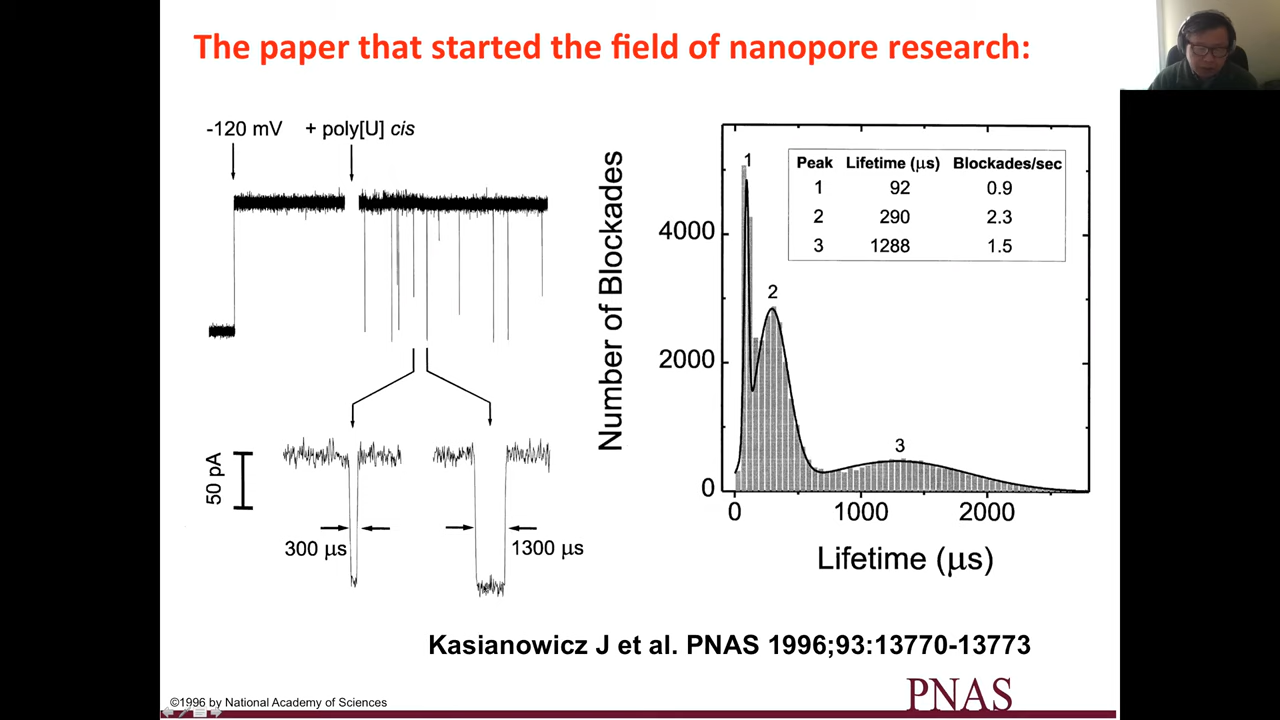 The paper that started the field of nanopore research:
-120 mV + poly[U] cis
50 pA
300 μs
1300 μs
Number of Blockades
4000
2000
0
1
2
3
Peak Lifetime (μs) Blockades/sec
1 92 0.9
2 290 2.3
3 1288 1.5
0 1000 2000
Lifetime (μs)
Kasianowicz J et al. PNAS 1996;93:13770-13773
©1996 by National Academy of Sciences
PNAS